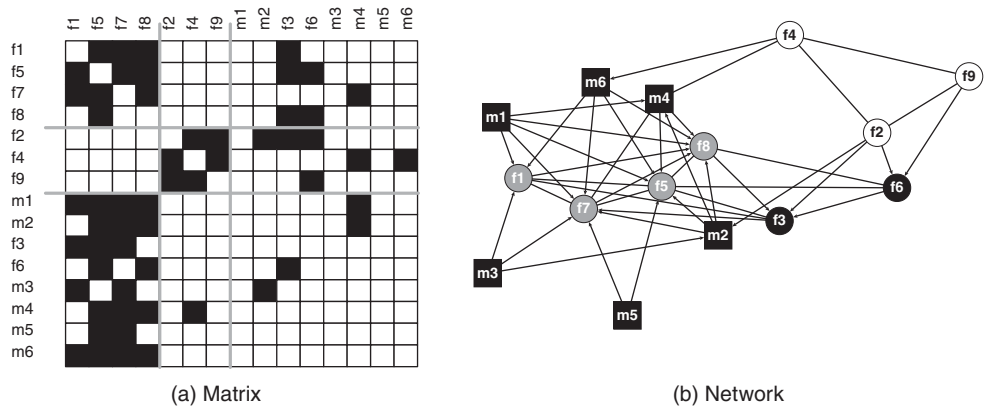 f1 f5 f7 f8 f2 f4 f9 m1 m2 f3 f6 m3 m4 m5 m6
f1
f5
f7
f8
f2
f4
f9
m1
m2
f3
f6
m3
m4
m5
m6
(a) Matrix
f4
f9
m6
m4
m1
f2
f8
f1
f5
f6
f7
f3
m2
m3
m5
(b) Network